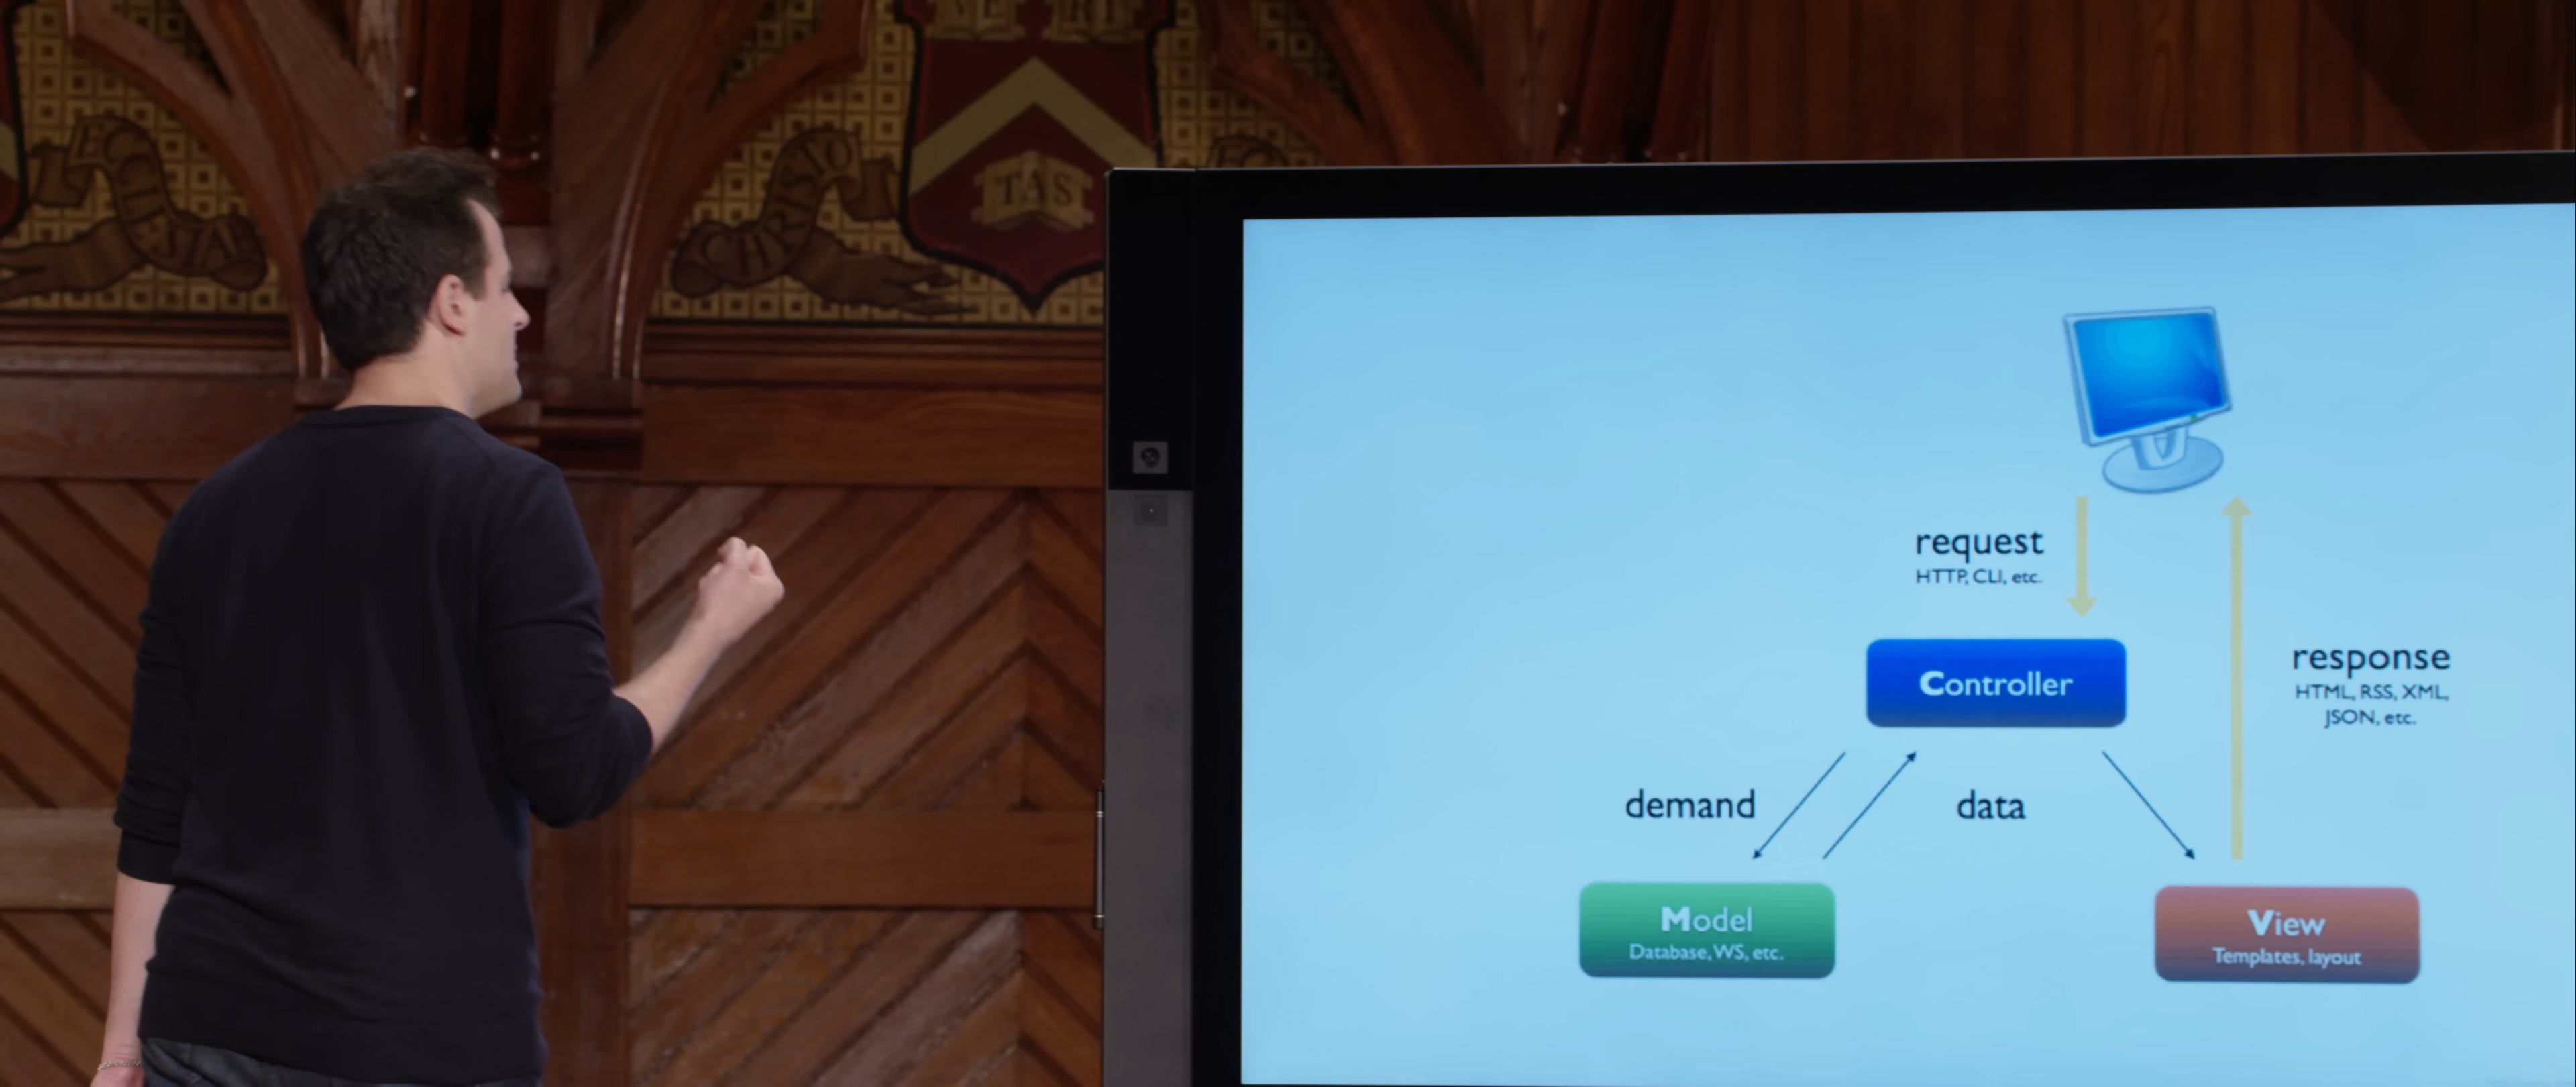 VE RI
TAS
ECCLESIAE
CHRISTO
request
HTTP, CLI, etc.
Controller
response
HTML, RSS, XML,
JSON, etc.
demand
data
Model
Database, WS, etc.
View
Templates, layout